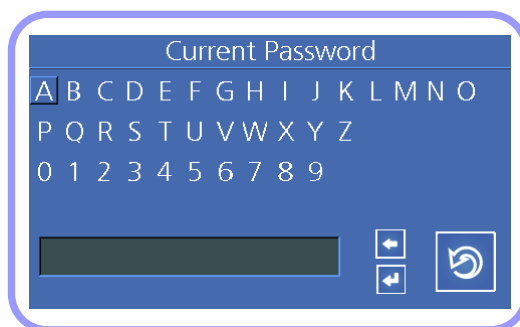 Current Password
A B C D E F G H I J K L M N O
P Q R S T U V W X Y Z
0 1 2 3 4 5 6 7 8 9